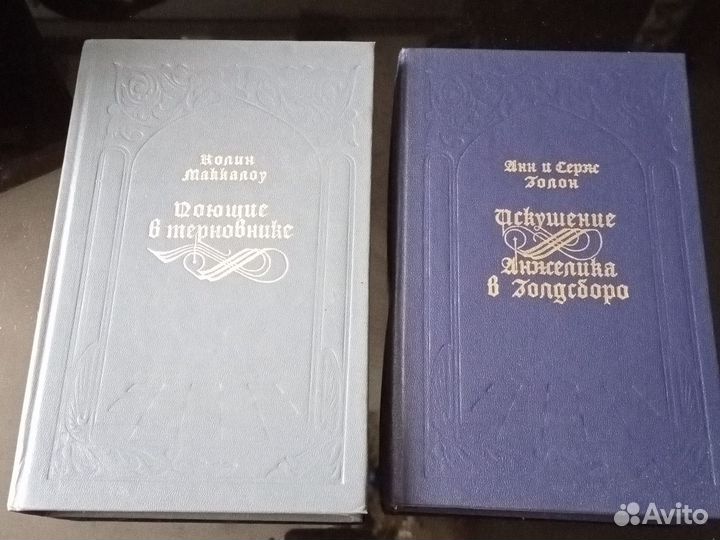 Колин
Маккалоу
Поющие
в терновнике
Анн и Серж
Голон
Искушение
Анжелика
в Голдсборо
Avito